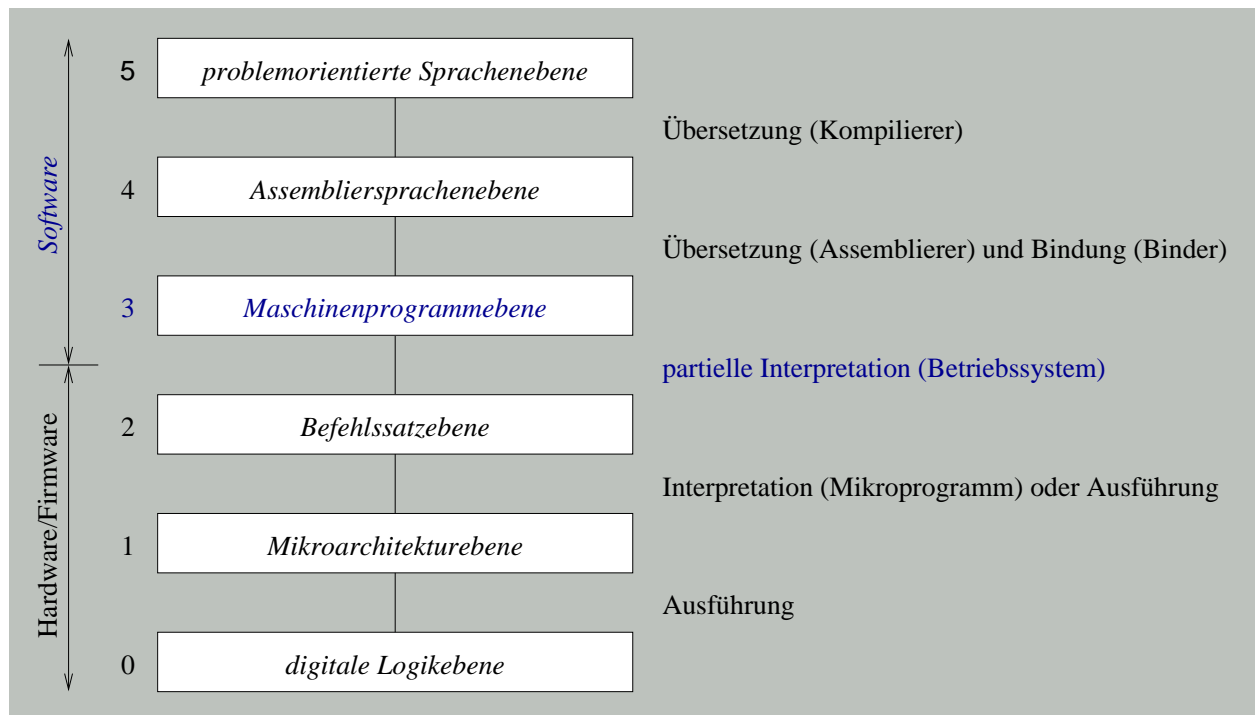 5
problemorientierte Sprachenebene
Übersetzung (Kompilierer)
4
Assembliersprachenebene
Übersetzung (Assemblierer) und Bindung (Binder)
Software
3
Maschinenprogrammebene
partielle Interpretation (Betriebssystem)
2
Befehlssatzebene
Interpretation (Mikroprogramm) oder Ausführung
Hardware/Firmware
1
Mikroarchitekturebene
Ausführung
0
digitale Logikebene